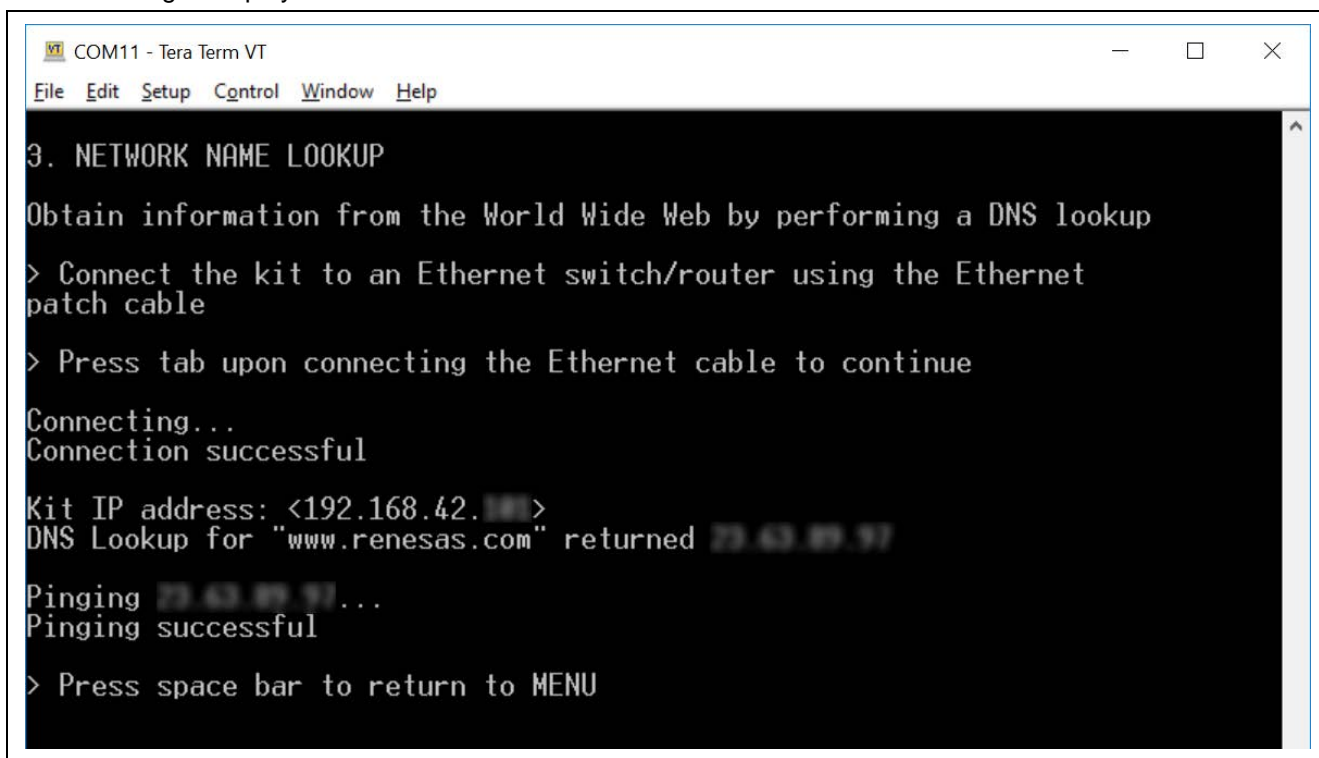 COM11 - Tera Term VT
File Edit Setup Control Window Help
3. NETWORK NAME LOOKUP
Obtain information from the World Wide Web by performing a DNS lookup
> Connect the kit to an Ethernet switch/router using the Ethernet
patch cable
> Press tab upon connecting the Ethernet cable to continue
Connecting...
Connection successful
Kit IP address: <192.168.42. >
DNS Lookup for "www.renesas.com" returned
Pinging ...
Pinging successful
> Press space bar to return to MENU